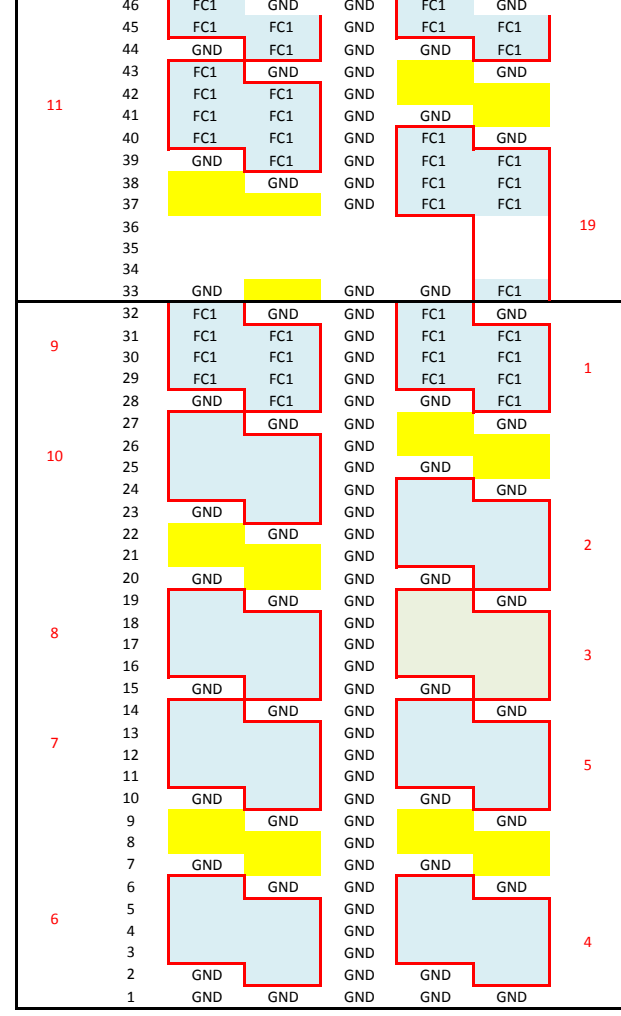 46 FC1 GND GND FC1 GND
45 FC1 FC1 GND FC1 FC1
44 GND FC1 GND GND FC1
43 FC1 GND GND GND
42 FC1 FC1 GND
11
41 FC1 FC1 GND GND
40 FC1 FC1 GND FC1 GND
39 GND FC1 GND FC1 FC1
38 GND GND FC1 FC1
37 GND FC1 FC1
36
19
35
34
33 GND GND GND FC1
32 FC1 GND GND FC1 GND
31 FC1 FC1 GND FC1 FC1
9
30 FC1 FC1 GND FC1 FC1
1
29 FC1 FC1 GND FC1 FC1
28 GND FC1 GND GND FC1
27 GND GND GND
26 GND
10
25 GND GND
24 GND GND
23 GND GND
22 GND GND
2
21 GND
20 GND GND GND
19 GND GND GND
18 GND
8
17 GND
3
16 GND
15 GND GND GND
14 GND GND GND
13 GND
7
12 GND
5
11 GND
10 GND GND GND
9 GND GND GND
8 GND
7 GND GND GND
6 GND GND GND
5 GND
6
4 GND
4
3 GND
2 GND GND GND
1 GND GND GND GND GND